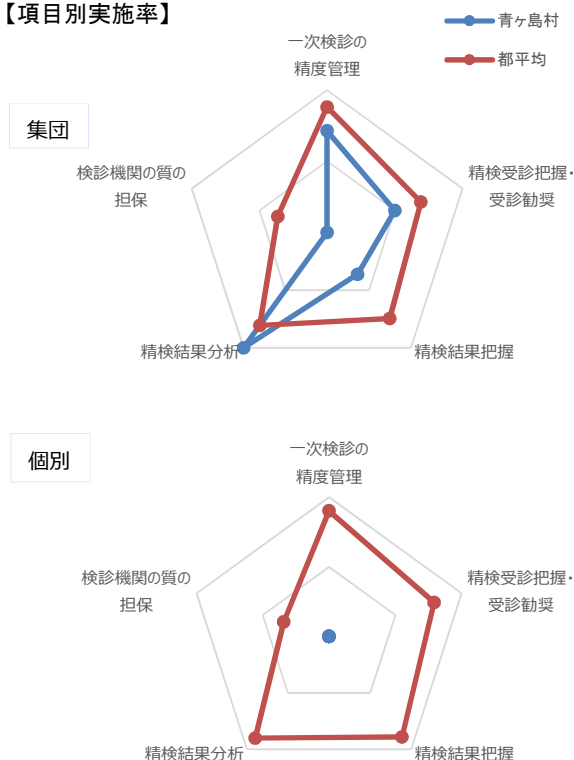 【項目別実施率】
青ヶ島村
都平均
集団
一次検診の
精度管理
精検受診把握・
受診勧奨
精検結果把握
精検結果分析
検診機関の質の
担保
個別
一次検診の
精度管理
精検受診把握・
受診勧奨
精検結果把握
精検結果分析
検診機関の質の
担保